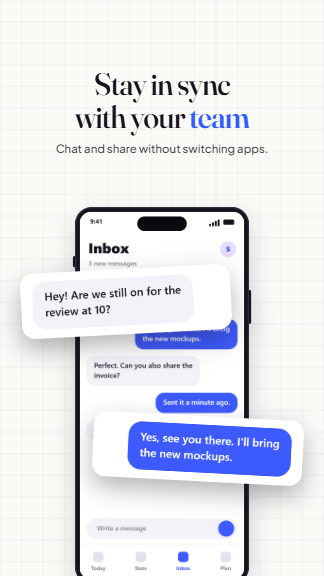 Stay in sync
with your team
Chat and share without switching apps.
9:41
Inbox
S
3 new messages
Hey! Are we still on for the
review at 10?
the new mockups.
Perfect. Can you also share the
invoice?
Sent it a minute ago.
Yes, see you there. I'll bring
the new mockups.
Write a message
Today
Stats
Inbox
Plan